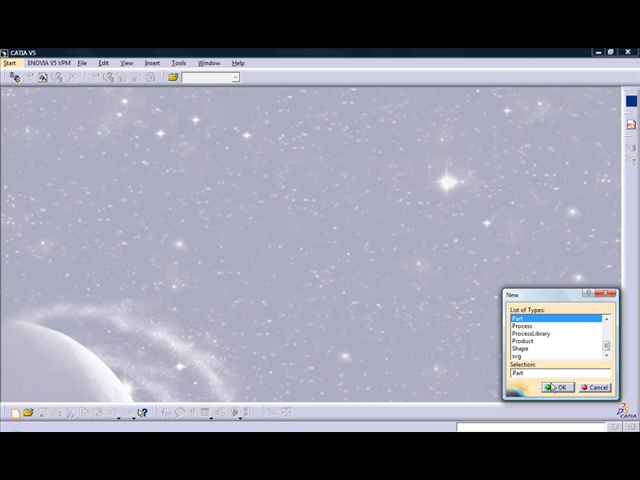 CATIA V5
Start ENOVIA V5 VPM File Edit View Insert Tools Window Help
New
List of Types:
Part
Process
ProcessLibrary
Product
Shape
svg
Selection:
Part
OK Cancel
CATIA